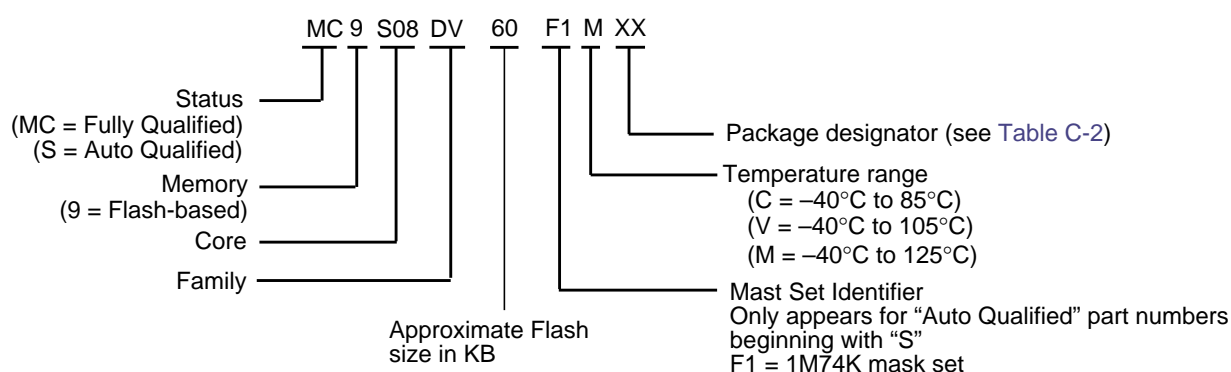 MC 9 S08 DV 60 F1 M XX
Status
(MC = Fully Qualified)
(S = Auto Qualified)
Memory
(9 = Flash-based)
Core
Family
Approximate Flash
size in KB
Package designator (see Table C-2)
Temperature range
(C = –40°C to 85°C)
(V = –40°C to 105°C)
(M = –40°C to 125°C)
Mast Set Identifier
Only appears for “Auto Qualified” part numbers
beginning with “S”
F1 = 1M74K mask set